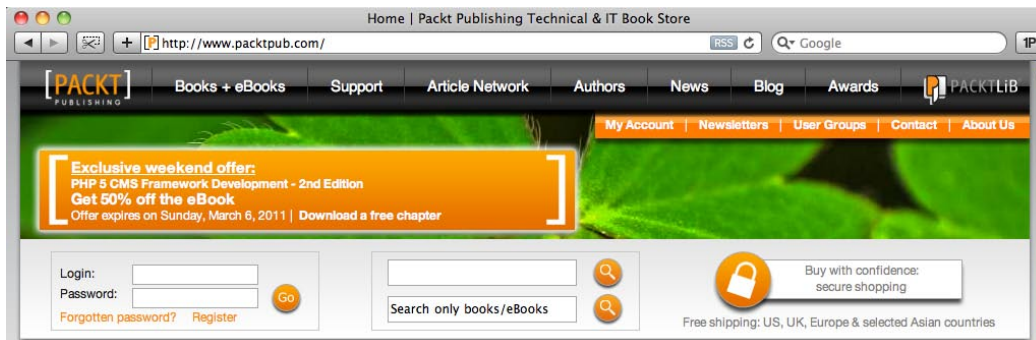 Home | Packt Publishing Technical & IT Book Store
http://www.packtpub.com/ RSS Google 1P
[PACKT] PUBLISHING Books + eBooks Support Article Network Authors News Blog Awards PACKTLIB
My Account | Newsletters | User Groups | Contact | About Us
Exclusive weekend offer:
PHP 5 CMS Framework Development - 2nd Edition
Get 50% off the eBook
Offer expires on Sunday, March 6, 2011 | Download a free chapter
Login:
Password: Go
Forgotten password? Register
Search only books/eBooks
Buy with confidence:
secure shopping
Free shipping: US, UK, Europe & selected Asian countries